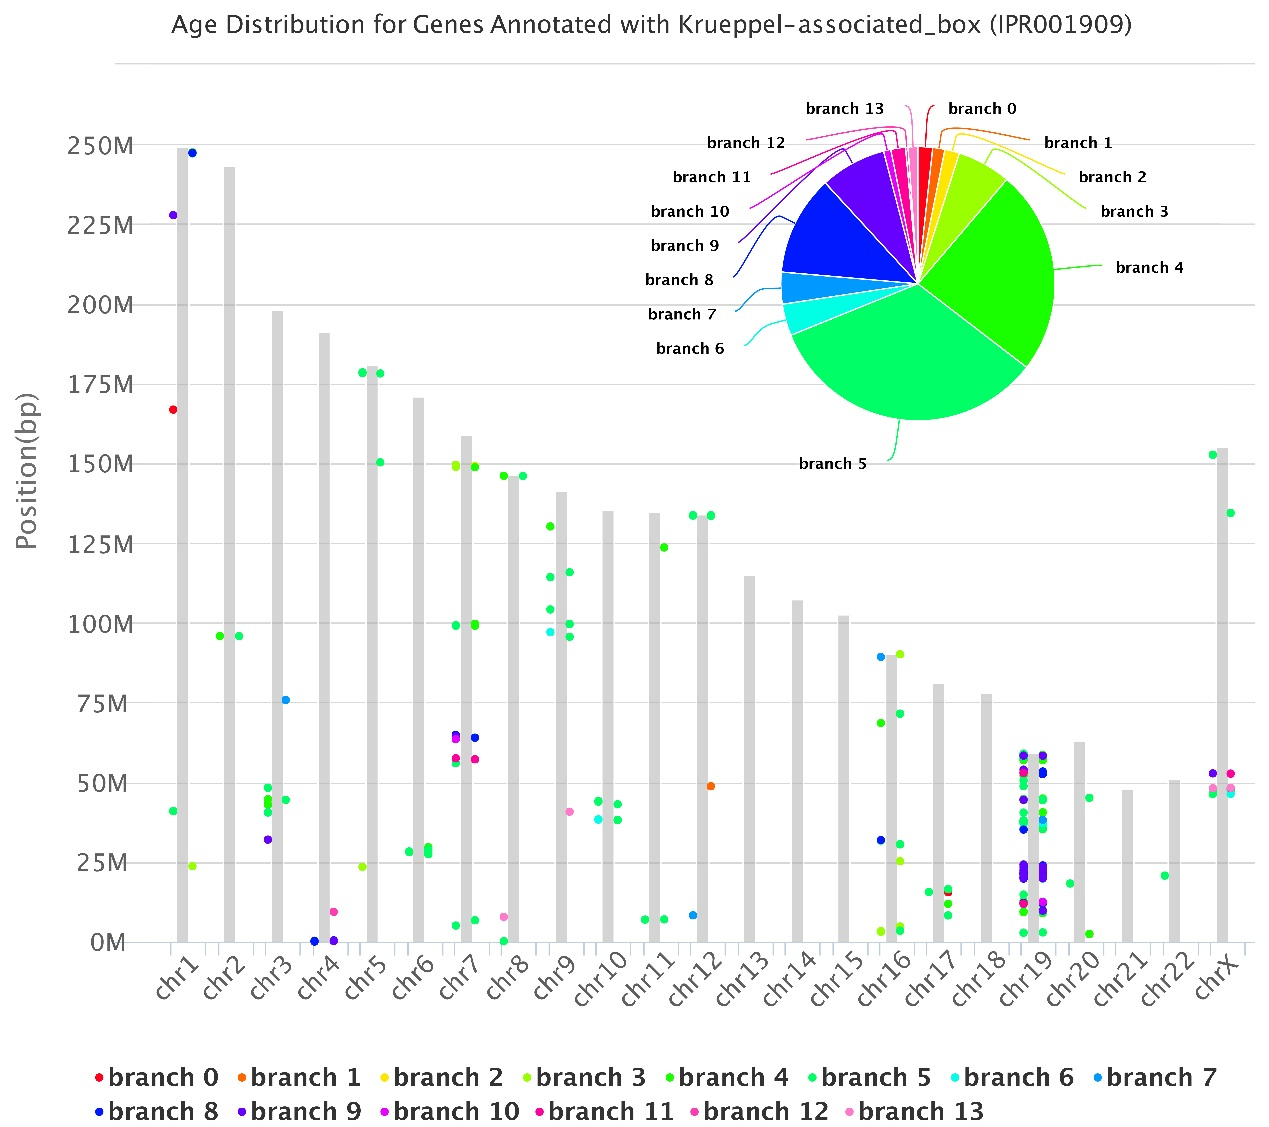 Age Distribution for Genes Annotated with Krueppel-associated_box (IPR001909)
branch 13
branch 0
branch 12
branch 1
branch 11
branch 2
branch 10
branch 3
branch 9
branch 4
branch 8
branch 7
branch 6
branch 5
Position(bp)
250M
225M
200M
175M
150M
125M
100M
75M
50M
25M
0M
chr1 chr2 chr3 chr4 chr5 chr6 chr7 chr8 chr9 chr10 chr11 chr12 chr13 chr14 chr15 chr16 chr17 chr18 chr19 chr20 chr21 chr22 chrX
branch 0 branch 1 branch 2 branch 3 branch 4 branch 5 branch 6 branch 7
branch 8 branch 9 branch 10 branch 11 branch 12 branch 13